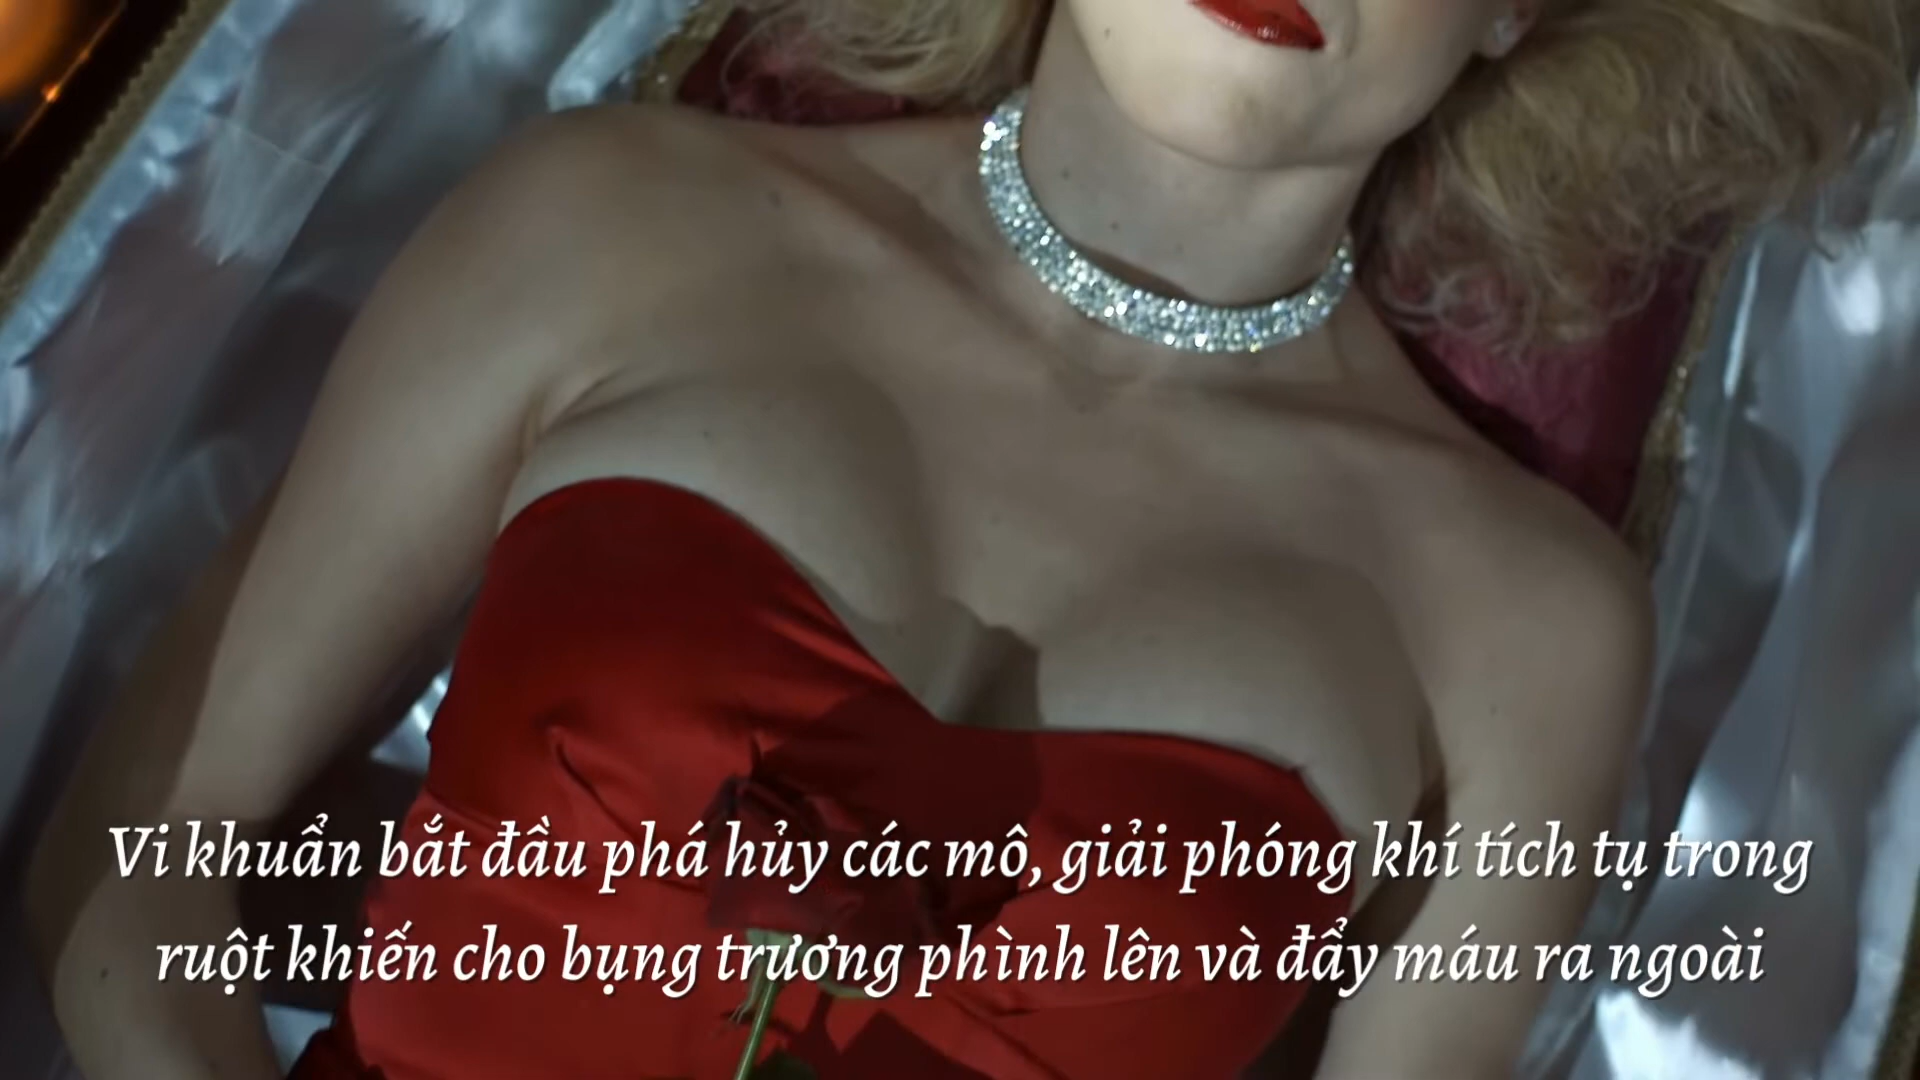 Vi khuẩn bắt đầu phá hủy các mô, giải phóng khí tích tụ trong
ruột khiến cho bụng trương phình lên và đẩy máu ra ngoài